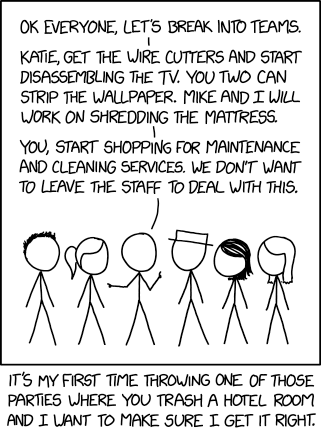 OK EVERYONE, LET'S BREAK INTO TEAMS.
KATIE, GET THE WIRE CUTTERS AND START
DISASSEMBLING THE TV. YOU TWO CAN
STRIP THE WALLPAPER. MIKE AND I WILL
WORK ON SHREDDING THE MATTRESS.
YOU, START SHOPPING FOR MAINTENANCE
AND CLEANING SERVICES. WE DON'T WANT
TO LEAVE THE STAFF TO DEAL WITH THIS.
IT'S MY FIRST TIME THROWING ONE OF THOSE
PARTIES WHERE YOU TRASH A HOTEL ROOM
AND I WANT TO MAKE SURE I GET IT RIGHT.